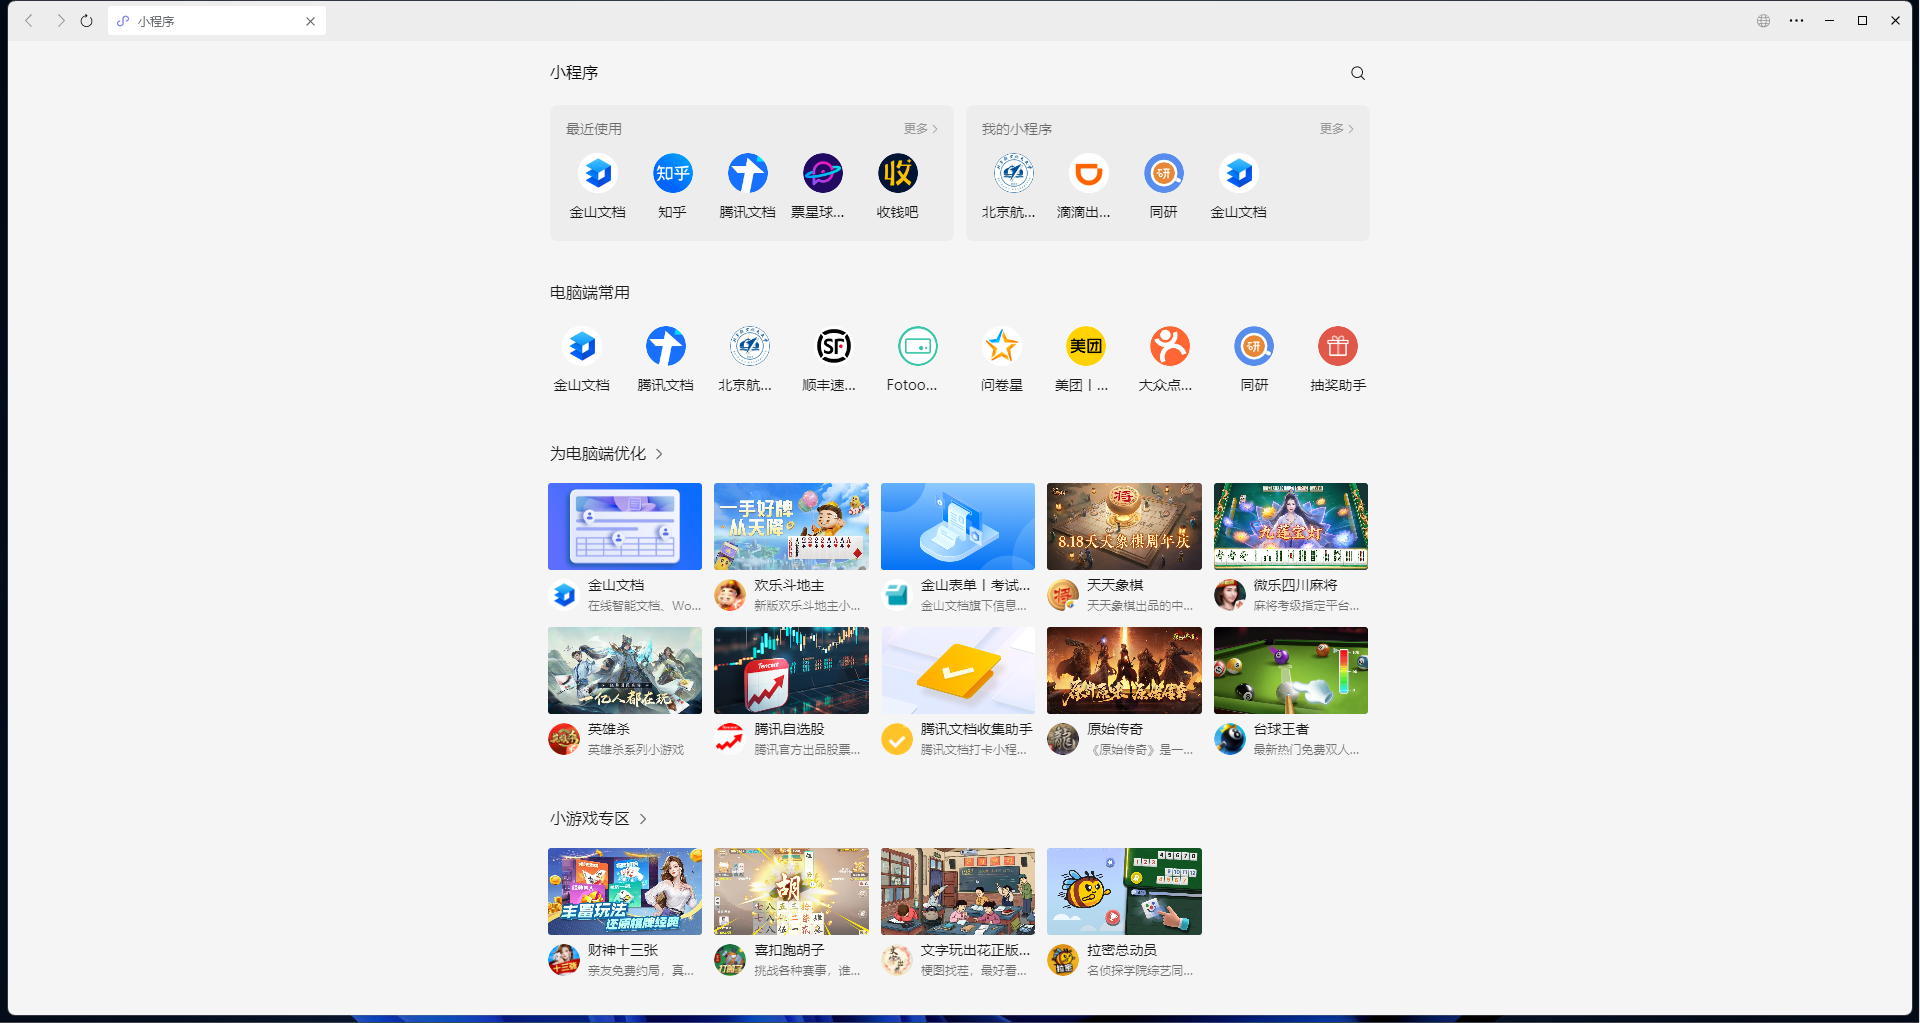 小程序
小程序
最近使用
更多
金山文档
知乎
知乎
腾讯文档
票星球...
收
收钱吧
我的小程序
更多
北京航...
滴滴出...
研
同研
金山文档
电脑端常用
金山文档
腾讯文档
北京航...
SF
顺丰速...
Fotoo...
问卷星
美团
美团丨...
大众点...
研
同研
抽奖助手
为电脑端优化
金山文档
在线智能文档、Wo...
一手好牌
从天降
欢乐斗地主
新版欢乐斗地主小...
金山表单丨考试...
金山文档旗下信息...
8.18天天象棋周年庆
天天象棋
天天象棋出品的中...
九莲宝灯
微乐四川麻将
麻将考级指定平台...
一亿人都在玩
英雄杀
英雄杀系列小游戏
Tencent
腾讯自选股
腾讯官方出品股票...
腾讯文档收集助手
腾讯文档打卡小程...
原始传奇
《原始传奇》是一...
台球王者
最新热门免费双人...
小游戏专区
丰富玩法
还原棋牌经典
十三张
财神十三张
亲友免费约局，真...
胡
喜扣跑胡子
挑战各种赛事，谁...
文字玩出花正版...
梗图找茬，最好看...
拉密
拉密总动员
名侦探学院综艺同...